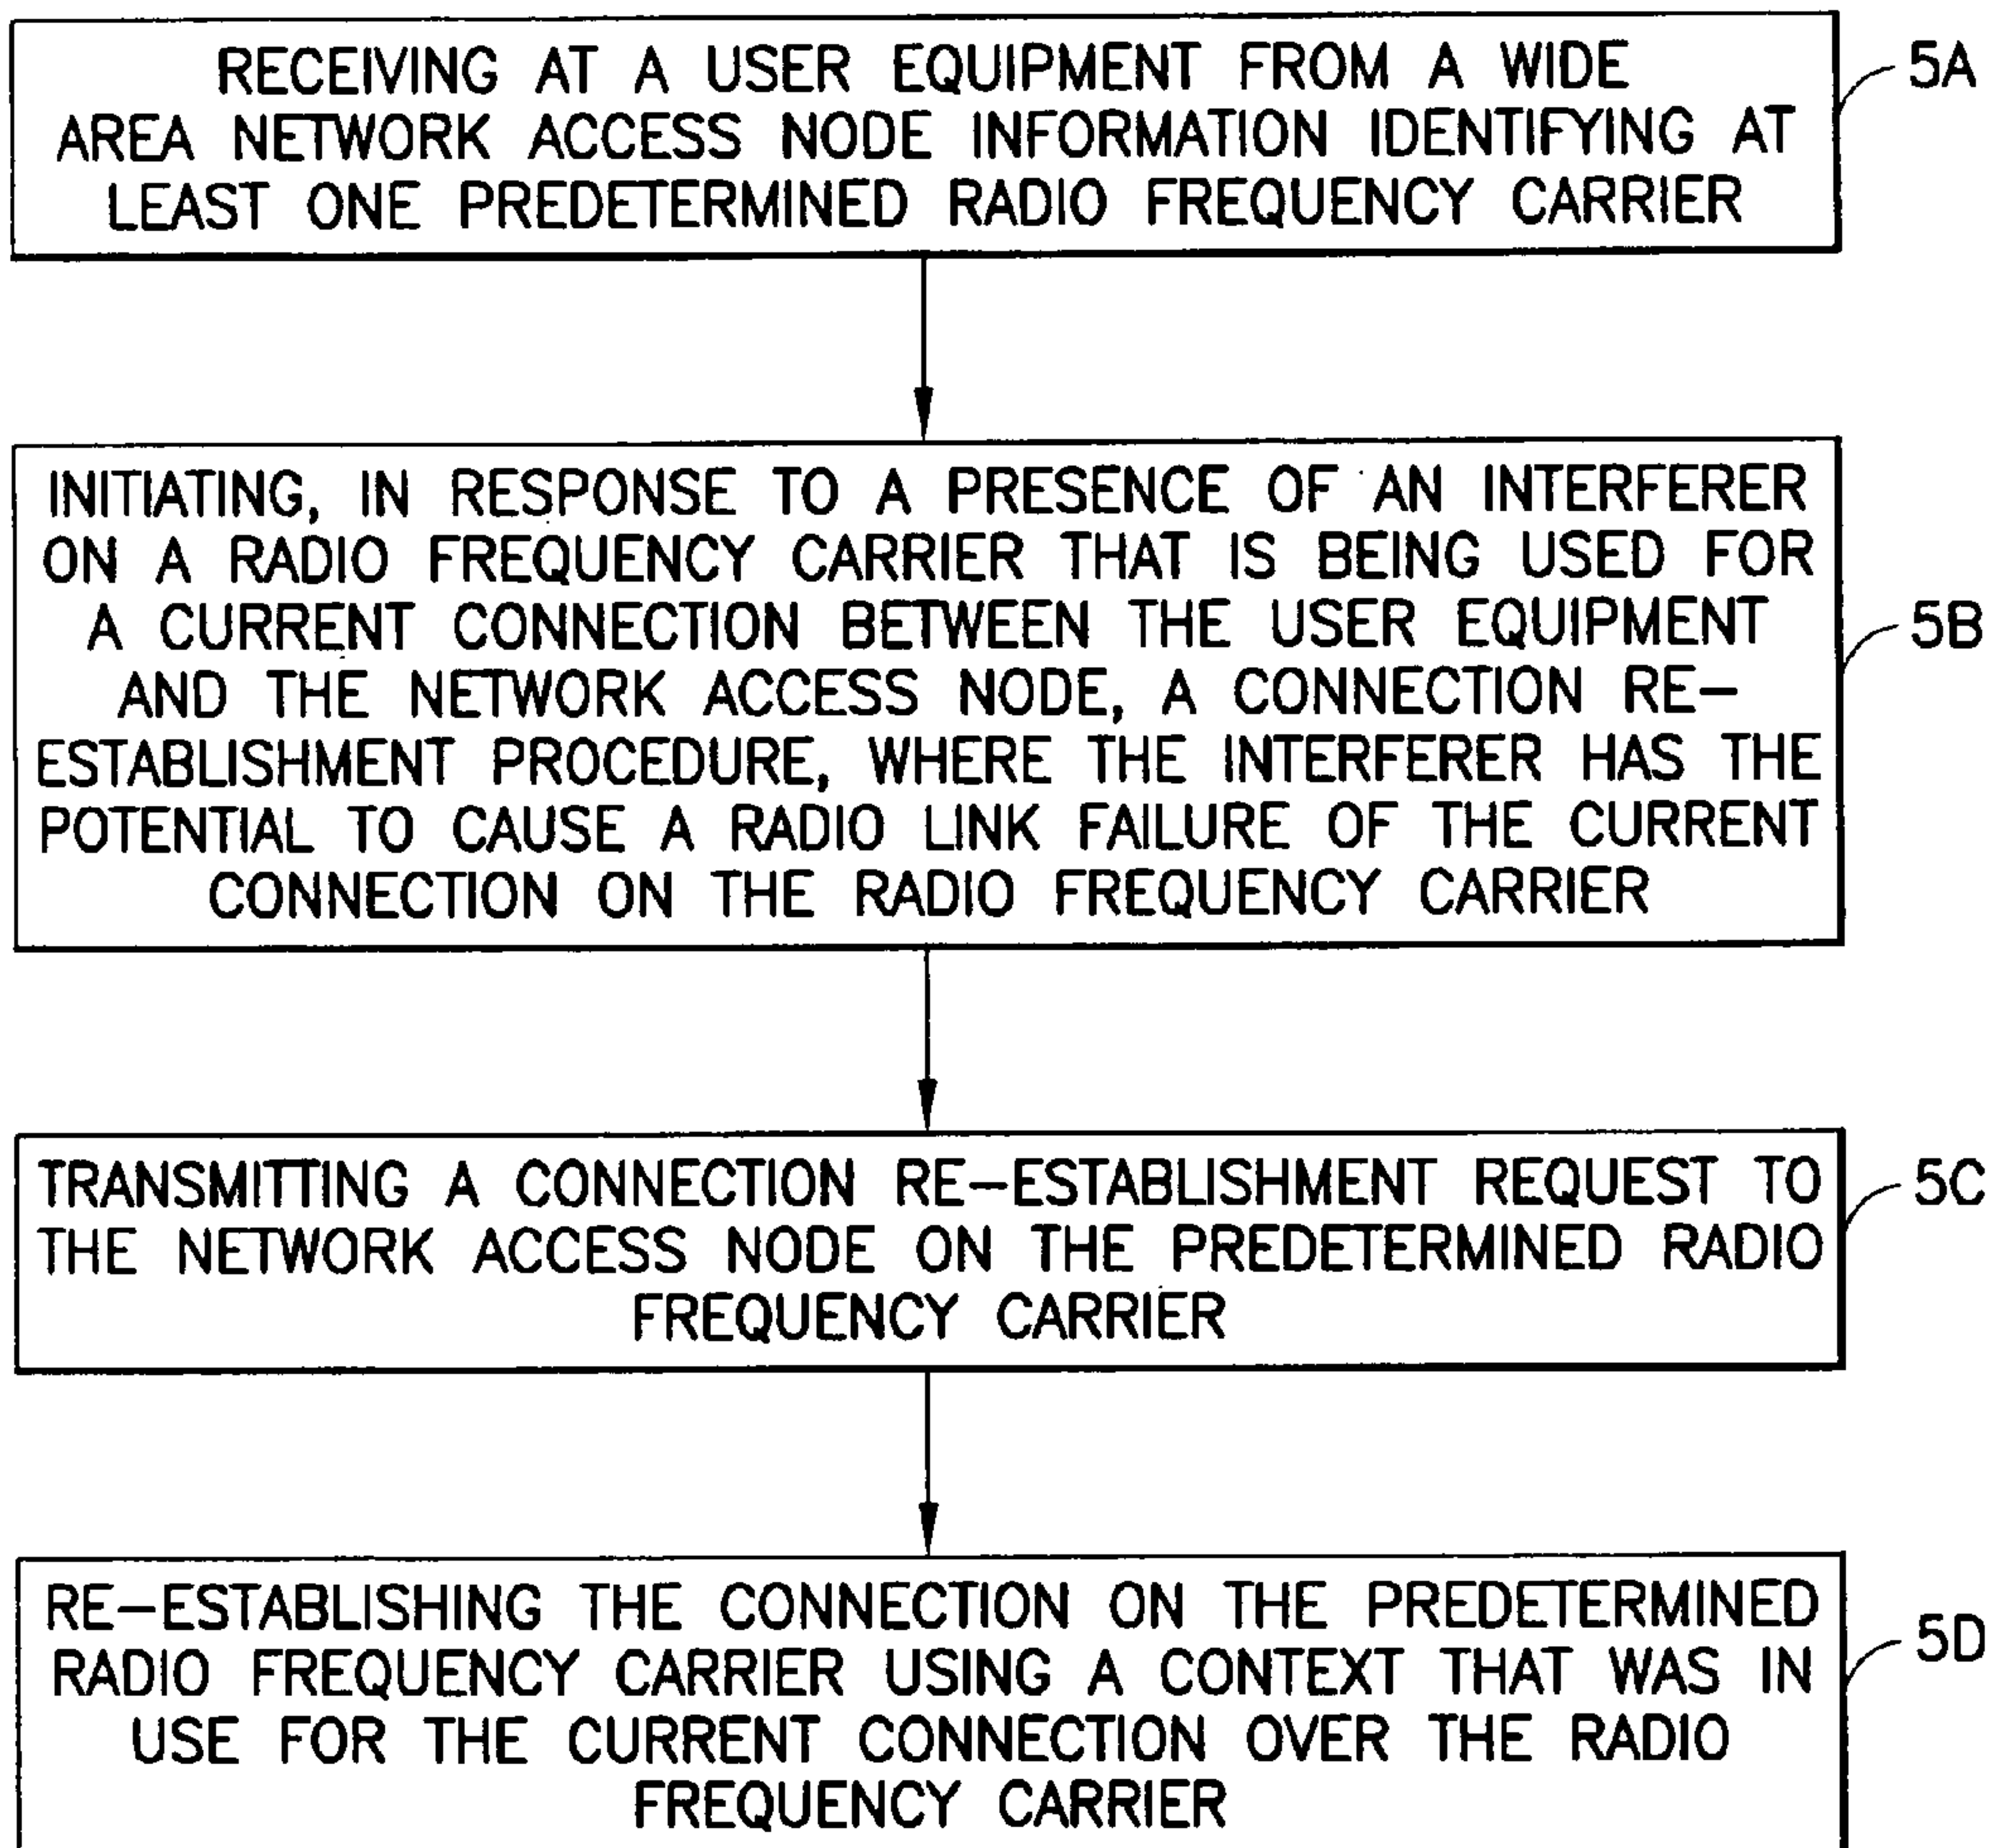 RECEIVING AT A USER EQUIPMENT FROM A WIDE
AREA NETWORK ACCESS NODE INFORMATION IDENTIFYING AT
LEAST ONE PREDETERMINED RADIO FREQUENCY CARRIER
5A
INITIATING, IN RESPONSE TO A PRESENCE OF AN INTERFERER
ON A RADIO FREQUENCY CARRIER THAT IS BEING USED FOR
A CURRENT CONNECTION BETWEEN THE USER EQUIPMENT
AND THE NETWORK ACCESS NODE, A CONNECTION RE–
ESTABLISHMENT PROCEDURE, WHERE THE INTERFERER HAS THE
POTENTIAL TO CAUSE A RADIO LINK FAILURE OF THE CURRENT
CONNECTION ON THE RADIO FREQUENCY CARRIER
5B
TRANSMITTING A CONNECTION RE–ESTABLISHMENT REQUEST TO
THE NETWORK ACCESS NODE ON THE PREDETERMINED RADIO
FREQUENCY CARRIER
5C
RE–ESTABLISHING THE CONNECTION ON THE PREDETERMINED
RADIO FREQUENCY CARRIER USING A CONTEXT THAT WAS IN
USE FOR THE CURRENT CONNECTION OVER THE RADIO
FREQUENCY CARRIER
5D